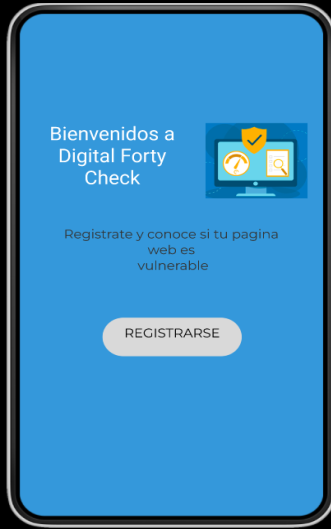 Bienvenidos a
Digital Forty
Check
Registrate y conoce si tu pagina
web es
vulnerable
REGISTRARSE